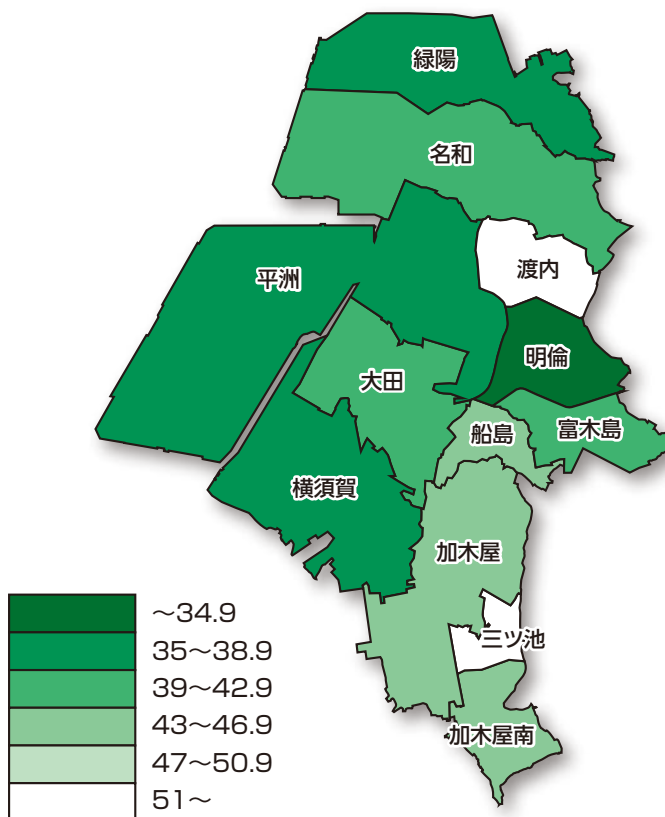 緑陽
名和
渡内
平洲
明倫
大田
船島
富木島
横須賀
加木屋
三ツ池
加木屋南
～34.9
35～38.9
39～42.9
43～46.9
47～50.9
51～